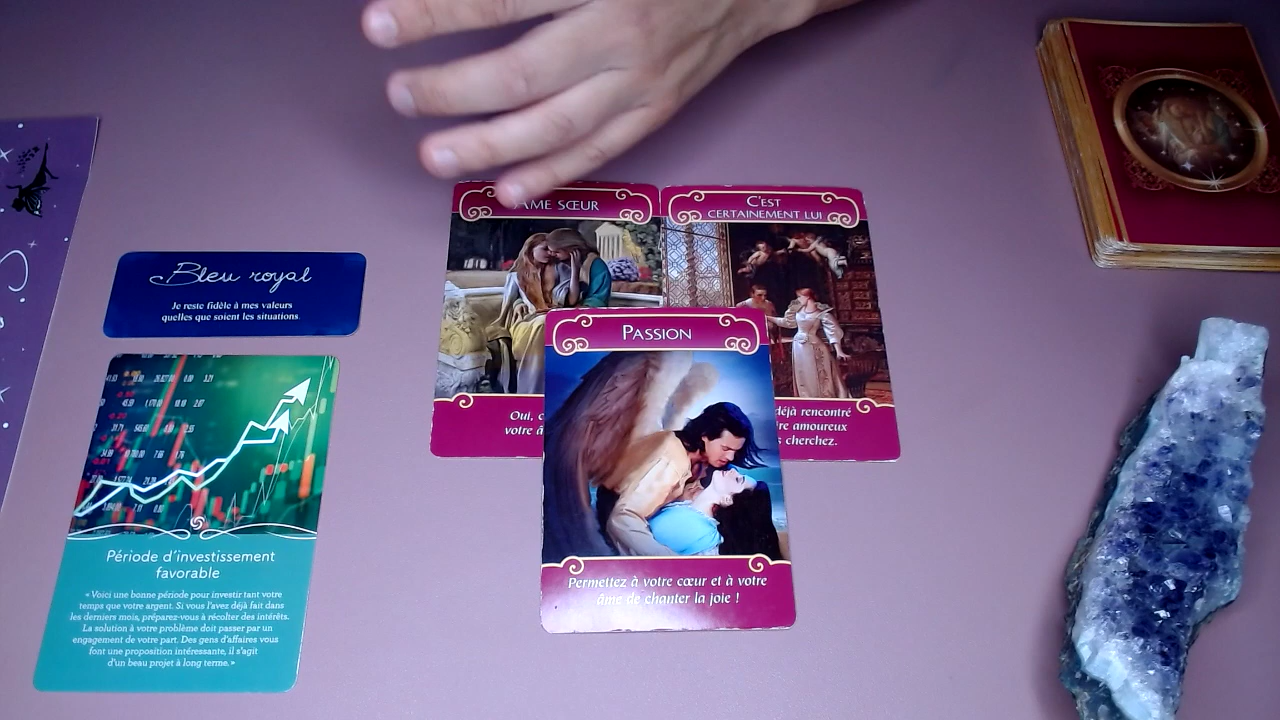 Bleu royal
Je reste fidèle à mes valeurs
quelles que soient les situations.
Période d'investissement
favorable
« Voici une bonne période pour investir tant
votre temps que votre argent. Si vous l'avez déjà fait dans
les derniers mois, préparez-vous à récolter des intérêts.
La solution à votre problème doit passer par un
engagement de votre part. Des gens d'affaires vous
font une proposition intéressante, il s'agit
d'un beau projet à long terme. »
ÂME SŒUR
Oui, c
votre â
C'EST
CERTAINEMENT LUI
déjà rencontré
re amoureux
cherchez.
PASSION
Permettez à votre cœur et à votre
âme de chanter la joie !